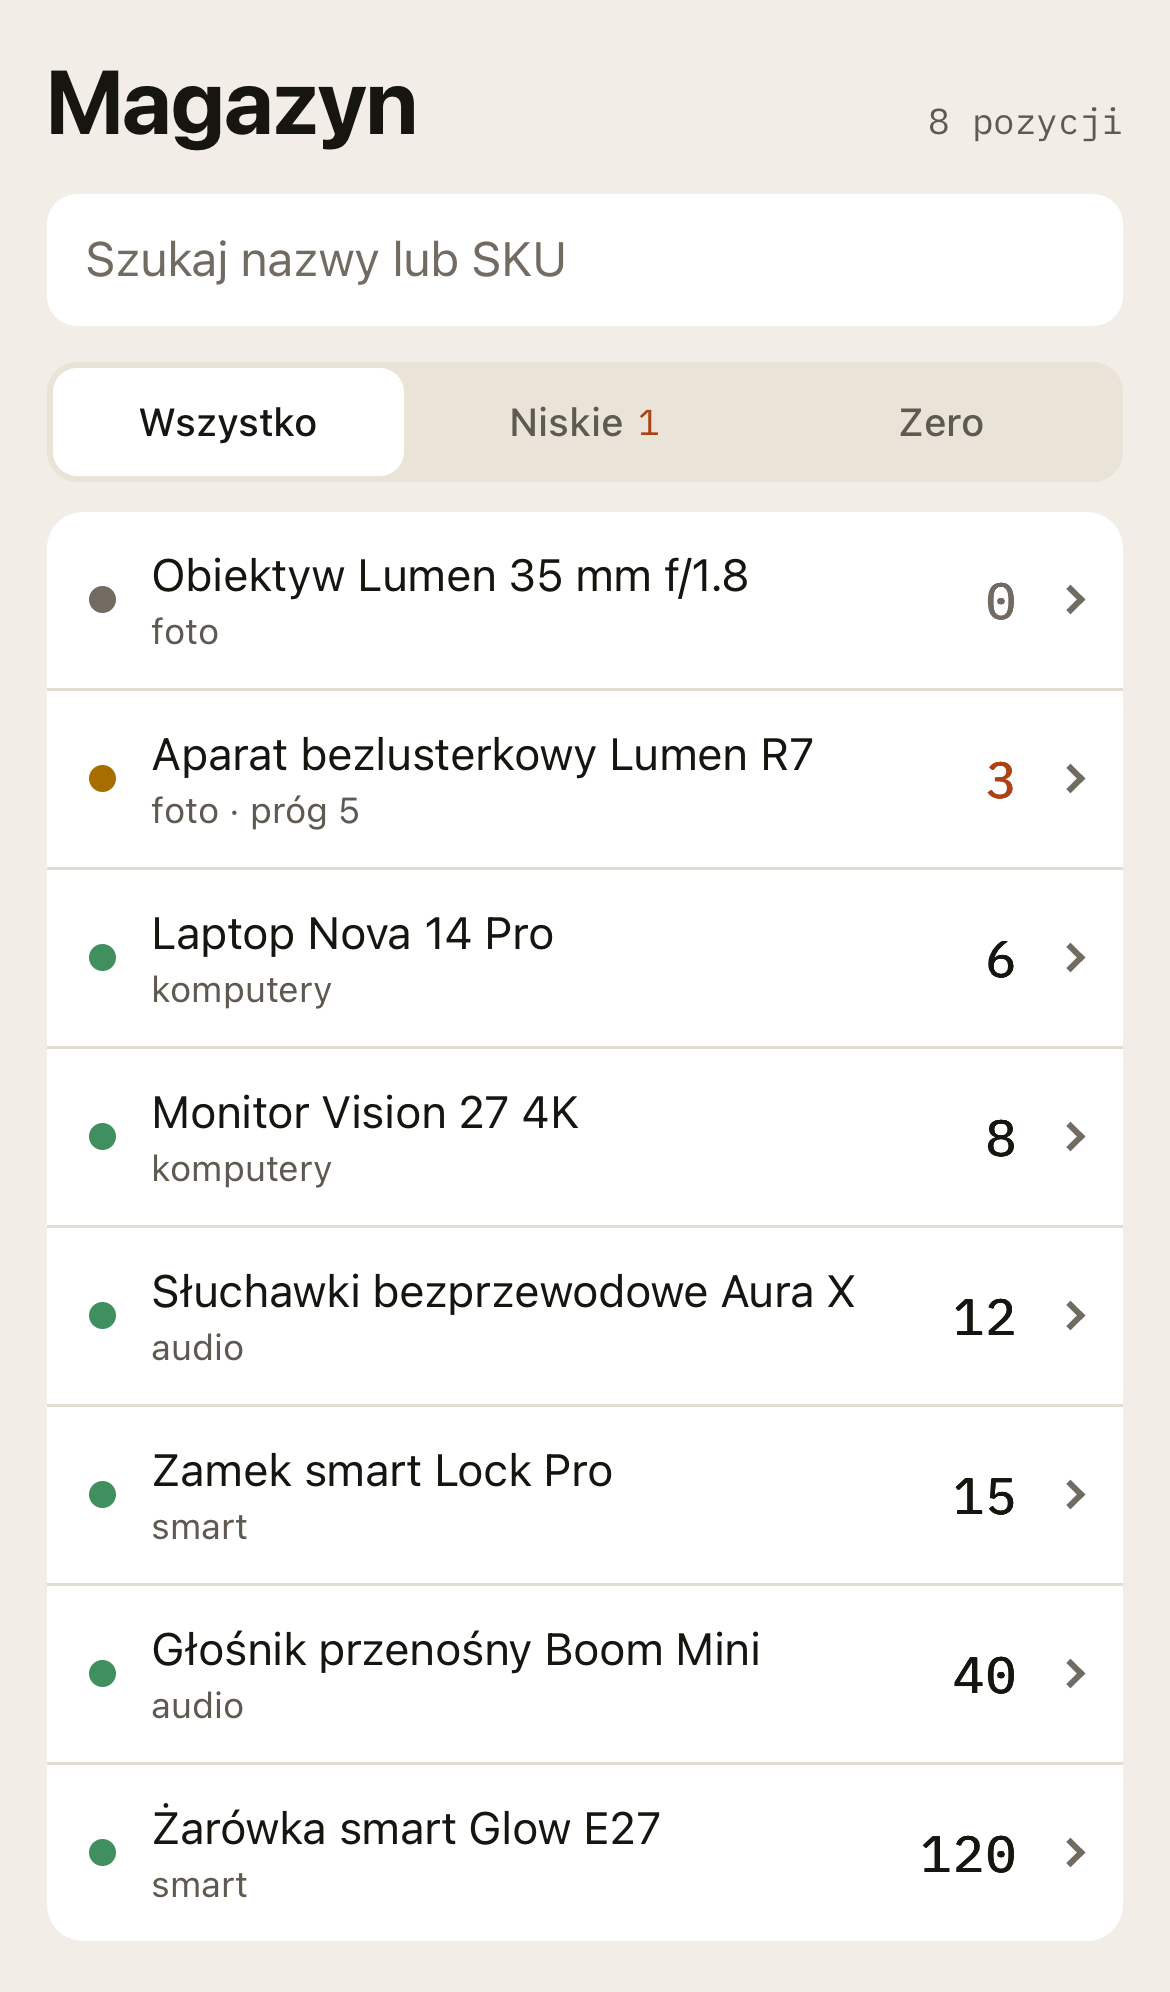 Magazyn
8 pozycji
Szukaj nazwy lub SKU
Wszystko
Niskie 1
Zero
Obiektyw Lumen 35 mm f/1.8
foto
0
Aparat bezlusterkowy Lumen R7
foto · próg 5
3
Laptop Nova 14 Pro
komputery
6
Monitor Vision 27 4K
komputery
8
Słuchawki bezprzewodowe Aura X
audio
12
Zamek smart Lock Pro
smart
15
Głośnik przenośny Boom Mini
audio
40
Żarówka smart Glow E27
smart
120